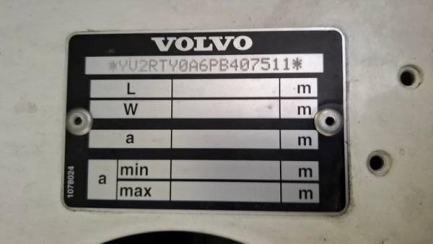 VOLVO
*YV2RTY0A6PB407511*
L m
W m
a m
a min m
max m
1078024